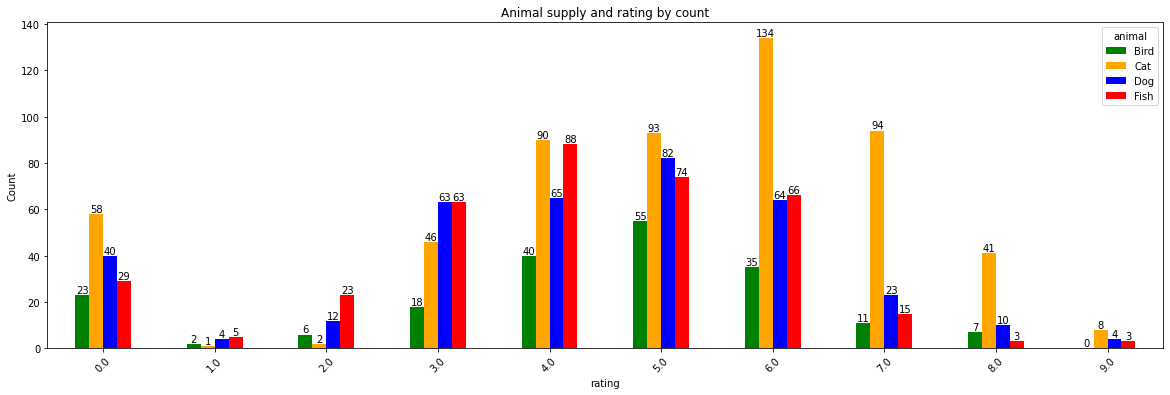 Animal supply and rating by count
animal
Bird
Cat
Dog
Fish
Count
140
120
100
80
60
40
20
0
23 58 40 29
2 1 4 5
6 2 12 23
18 46 63 63
40 90 65 88
55 93 82 74
35 134 64 66
11 94 23 15
7 41 10 3
0 8 4 3
0.0 1.0 2.0 3.0 4.0 5.0 6.0 7.0 8.0 9.0
rating